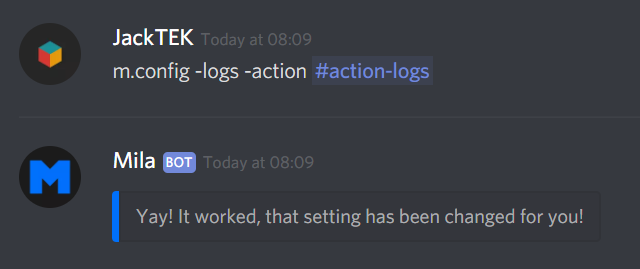 JackTEK Today at 08:09
m.config -logs -action #action-logs
M
Mila BOT Today at 08:09
Yay! It worked, that setting has been changed for you!